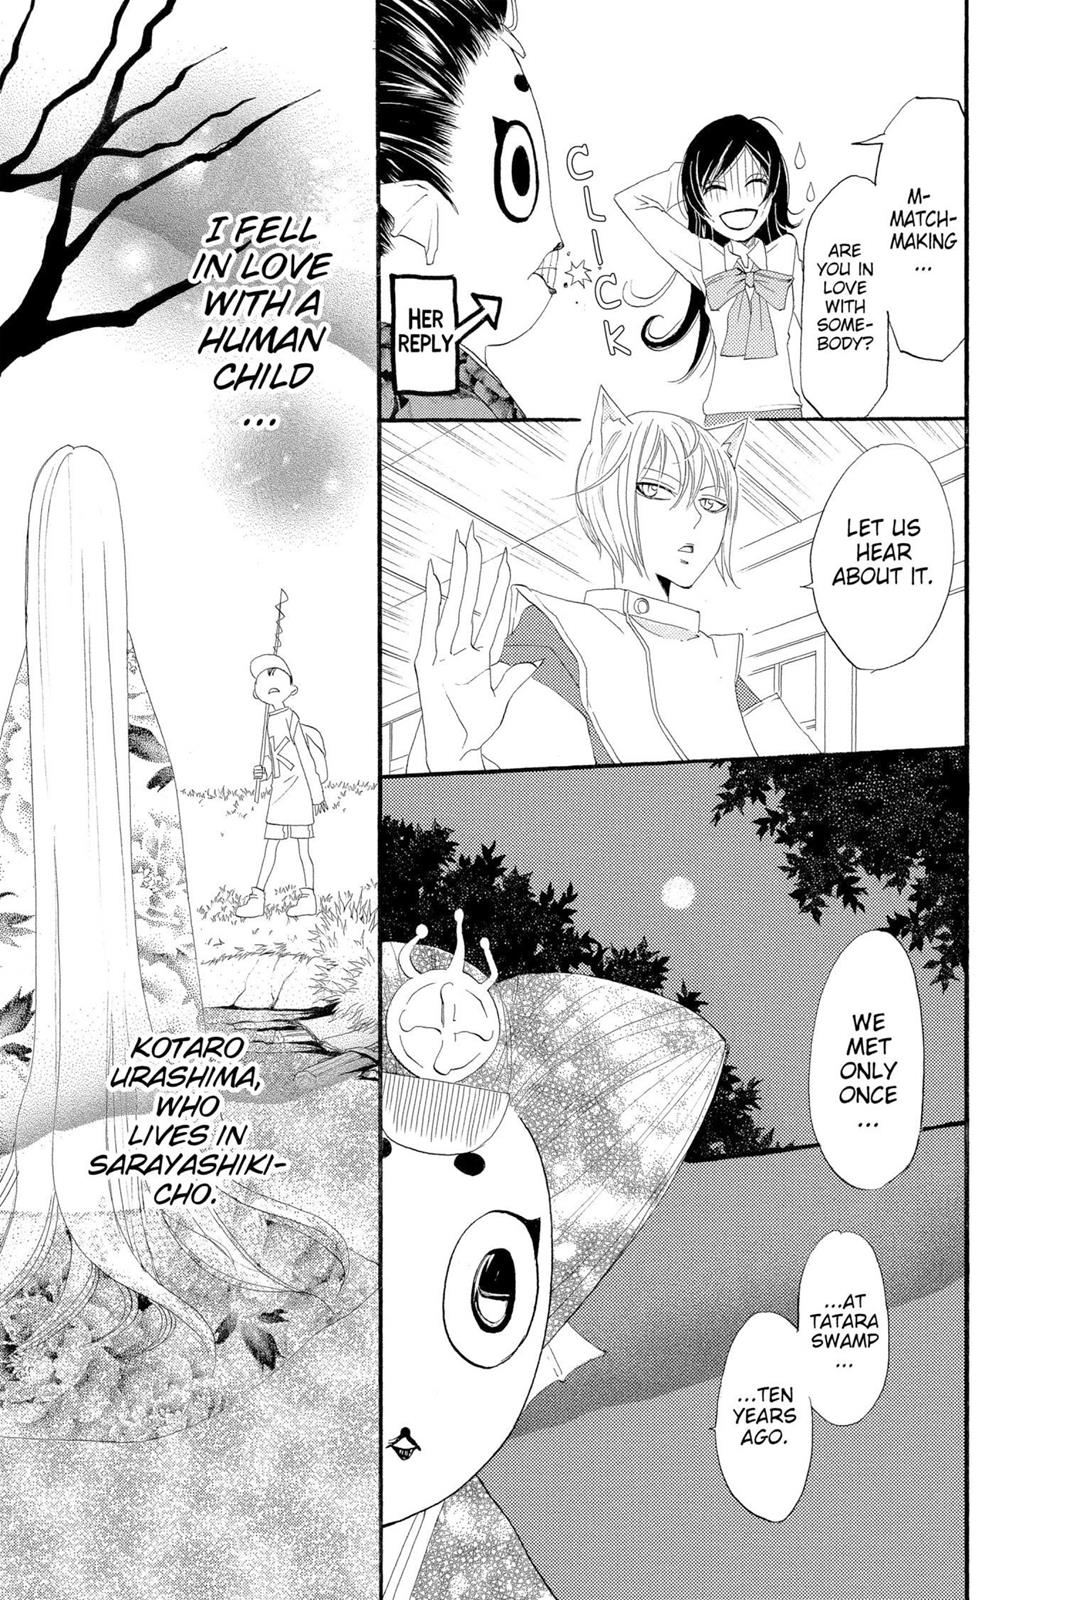 M-
MATCH-
MAKING
...
ARE
YOU IN
LOVE
WITH
SOME-
BODY?
CLICK
HER
REPLY
LET US
HEAR
ABOUT IT.
WE
MET
ONLY
ONCE
...
...AT
TATARA
SWAMP
...
...TEN
YEARS
AGO.
I FELL
IN LOVE
WITH A
HUMAN
CHILD
...
KOTARO
URASHIMA,
WHO
LIVES IN
SARAYASHIKI-
CHO.